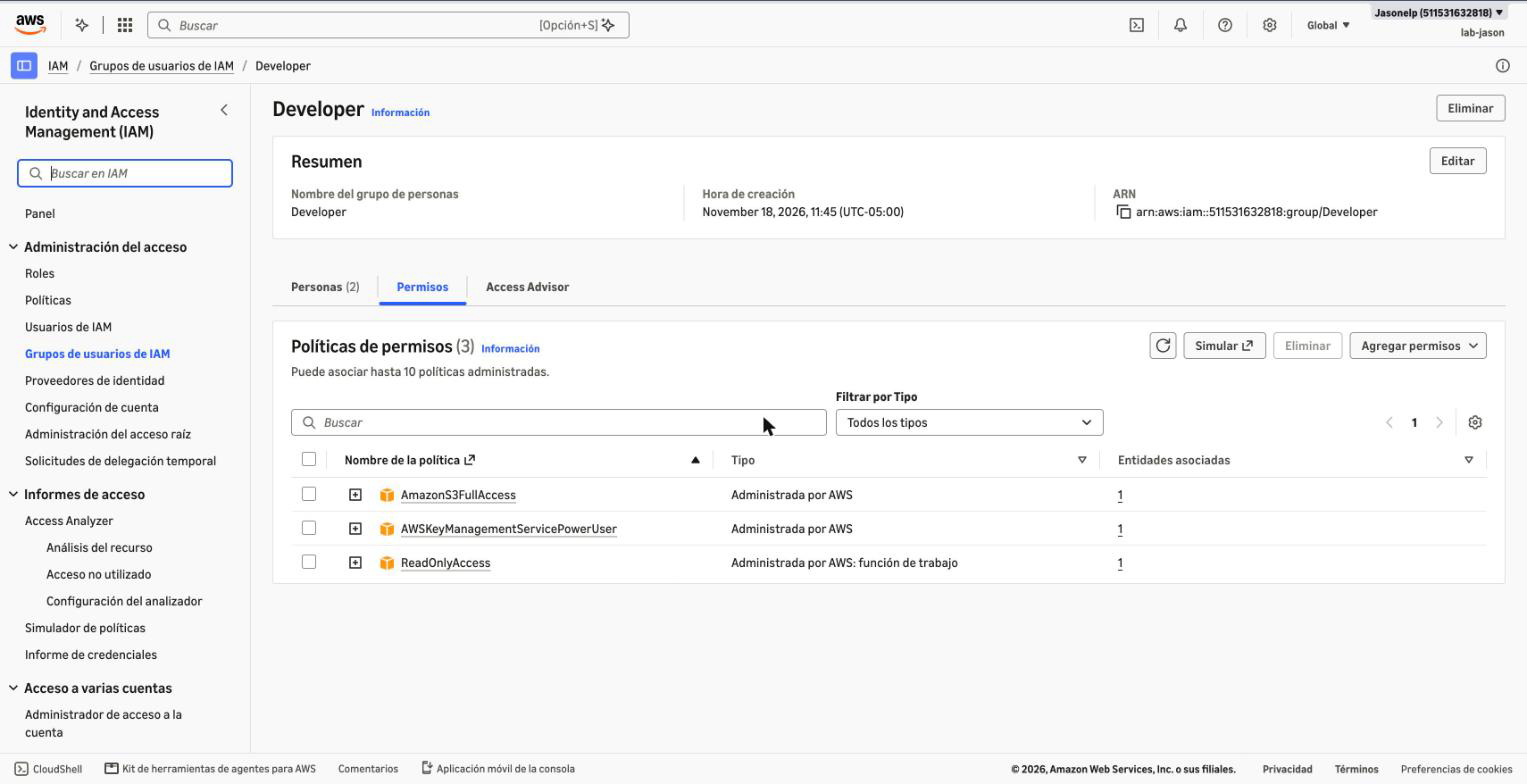 aws
Buscar
[Opción+S]
Global
Jasonelp (511531632818)
lab-jason
IAM / Grupos de usuarios de IAM / Developer
Identity and Access
Management (IAM)
Buscar en IAM
Panel
Administración del acceso
Roles
Políticas
Usuarios de IAM
Grupos de usuarios de IAM
Proveedores de identidad
Configuración de cuenta
Administración del acceso raíz
Solicitudes de delegación temporal
Informes de acceso
Access Analyzer
Análisis del recurso
Acceso no utilizado
Configuración del analizador
Simulador de políticas
Informe de credenciales
Acceso a varias cuentas
Administrador de acceso a la
cuenta
Developer Información
Eliminar
Resumen
Editar
Nombre del grupo de personas
Developer
Hora de creación
November 18, 2026, 11:45 (UTC-05:00)
ARN
arn:aws:iam::511531632818:group/Developer
Personas (2)
Permisos
Access Advisor
Políticas de permisos (3) Información
Simular
Eliminar
Agregar permisos
Puede asociar hasta 10 políticas administradas.
Filtrar por Tipo
Buscar
Todos los tipos
1
Nombre de la política Tipo Entidades asociadas
AmazonS3FullAccess Administrada por AWS 1
AWSKeyManagementServicePowerUser Administrada por AWS 1
ReadOnlyAccess Administrada por AWS: función de trabajo 1
CloudShell
Kit de herramientas de agentes para AWS
Comentarios
Aplicación móvil de la consola
© 2026, Amazon Web Services, Inc. o sus filiales.
Privacidad
Términos
Preferencias de cookies